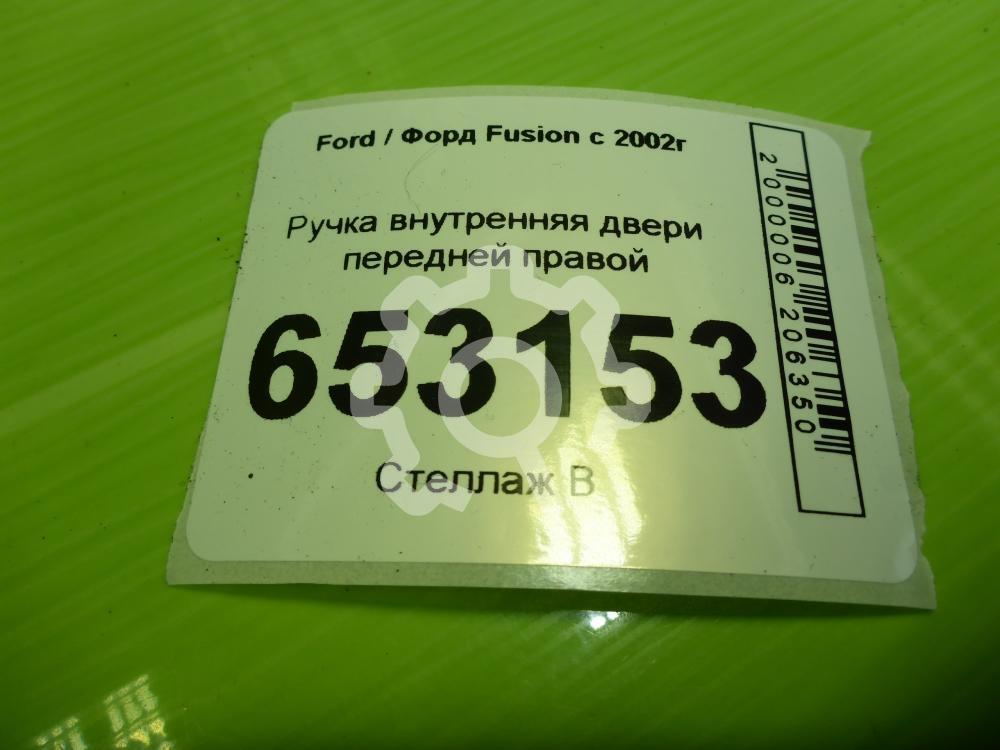 Ford / Форд Fusion с 2002г
Ручка внутренняя двери
передней правой
653153
Стеллаж В
2000006206350